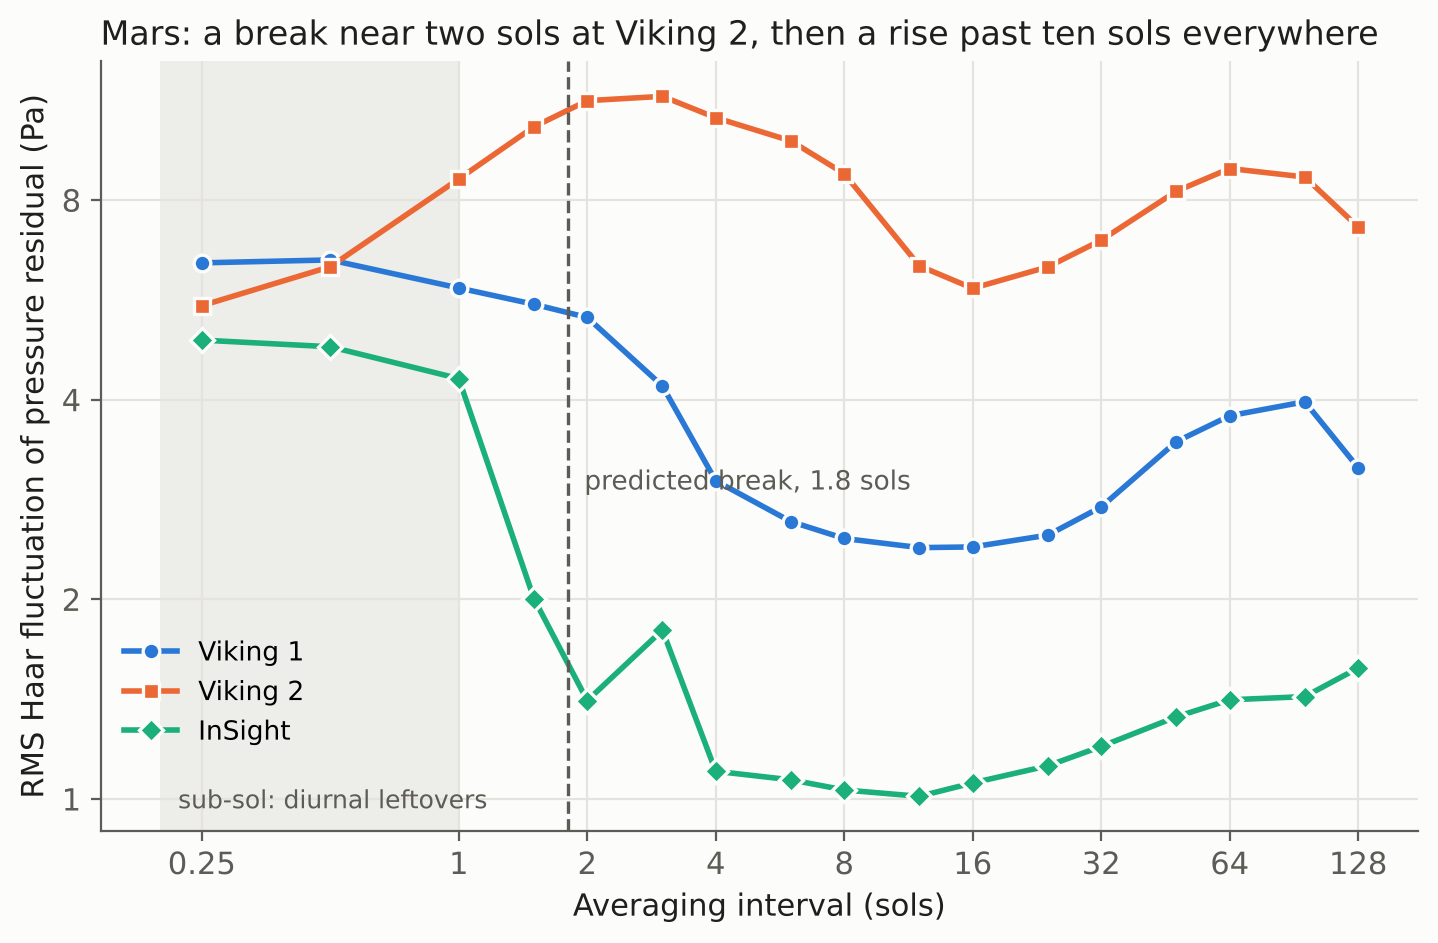 Mars: a break near two sols at Viking 2, then a rise past ten sols everywhere
RMS Haar fluctuation of pressure residual (Pa)
8
4
2
1
predicted break, 1.8 sols
Viking 1
Viking 2
InSight
sub-sol: diurnal leftovers
0.25 1 2 4 8 16 32 64 128
Averaging interval (sols)